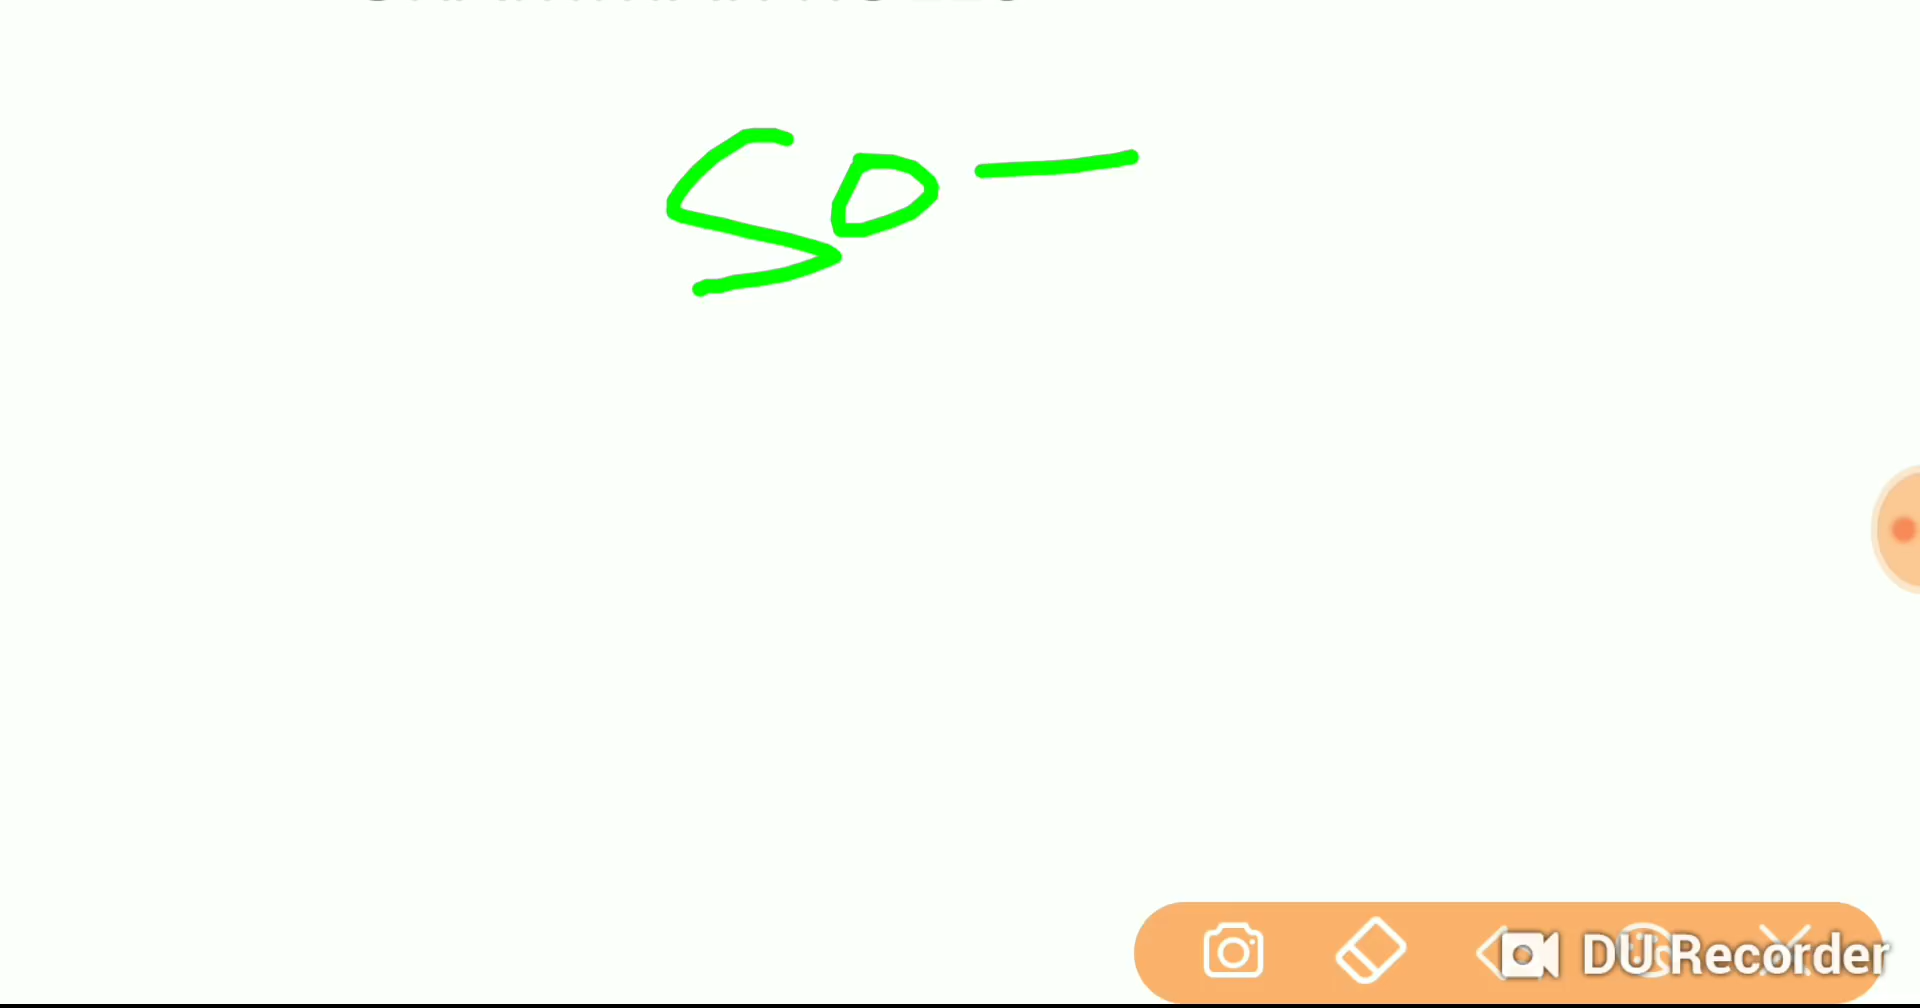 So —
DU Recorder